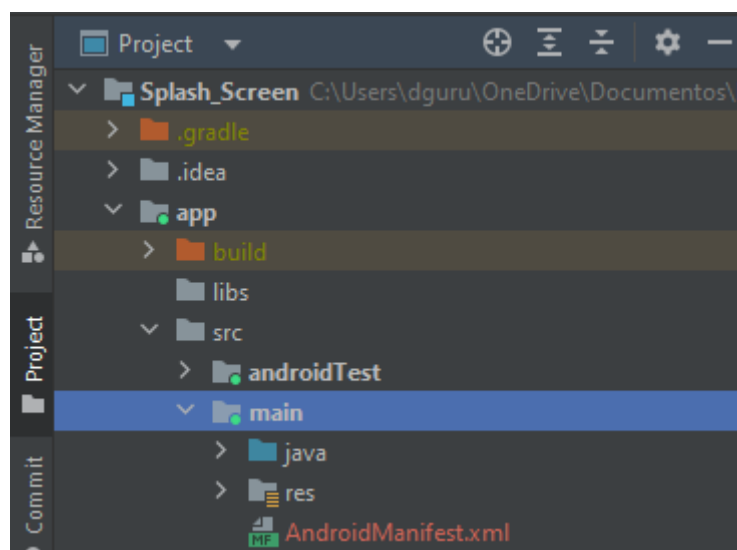 Project
Splash_Screen C:\Users\dguru\OneDrive\Documentos\
.gradle
.idea
app
build
libs
src
androidTest
main
java
res
MF AndroidManifest.xml
Resource Manager
Project
Commit